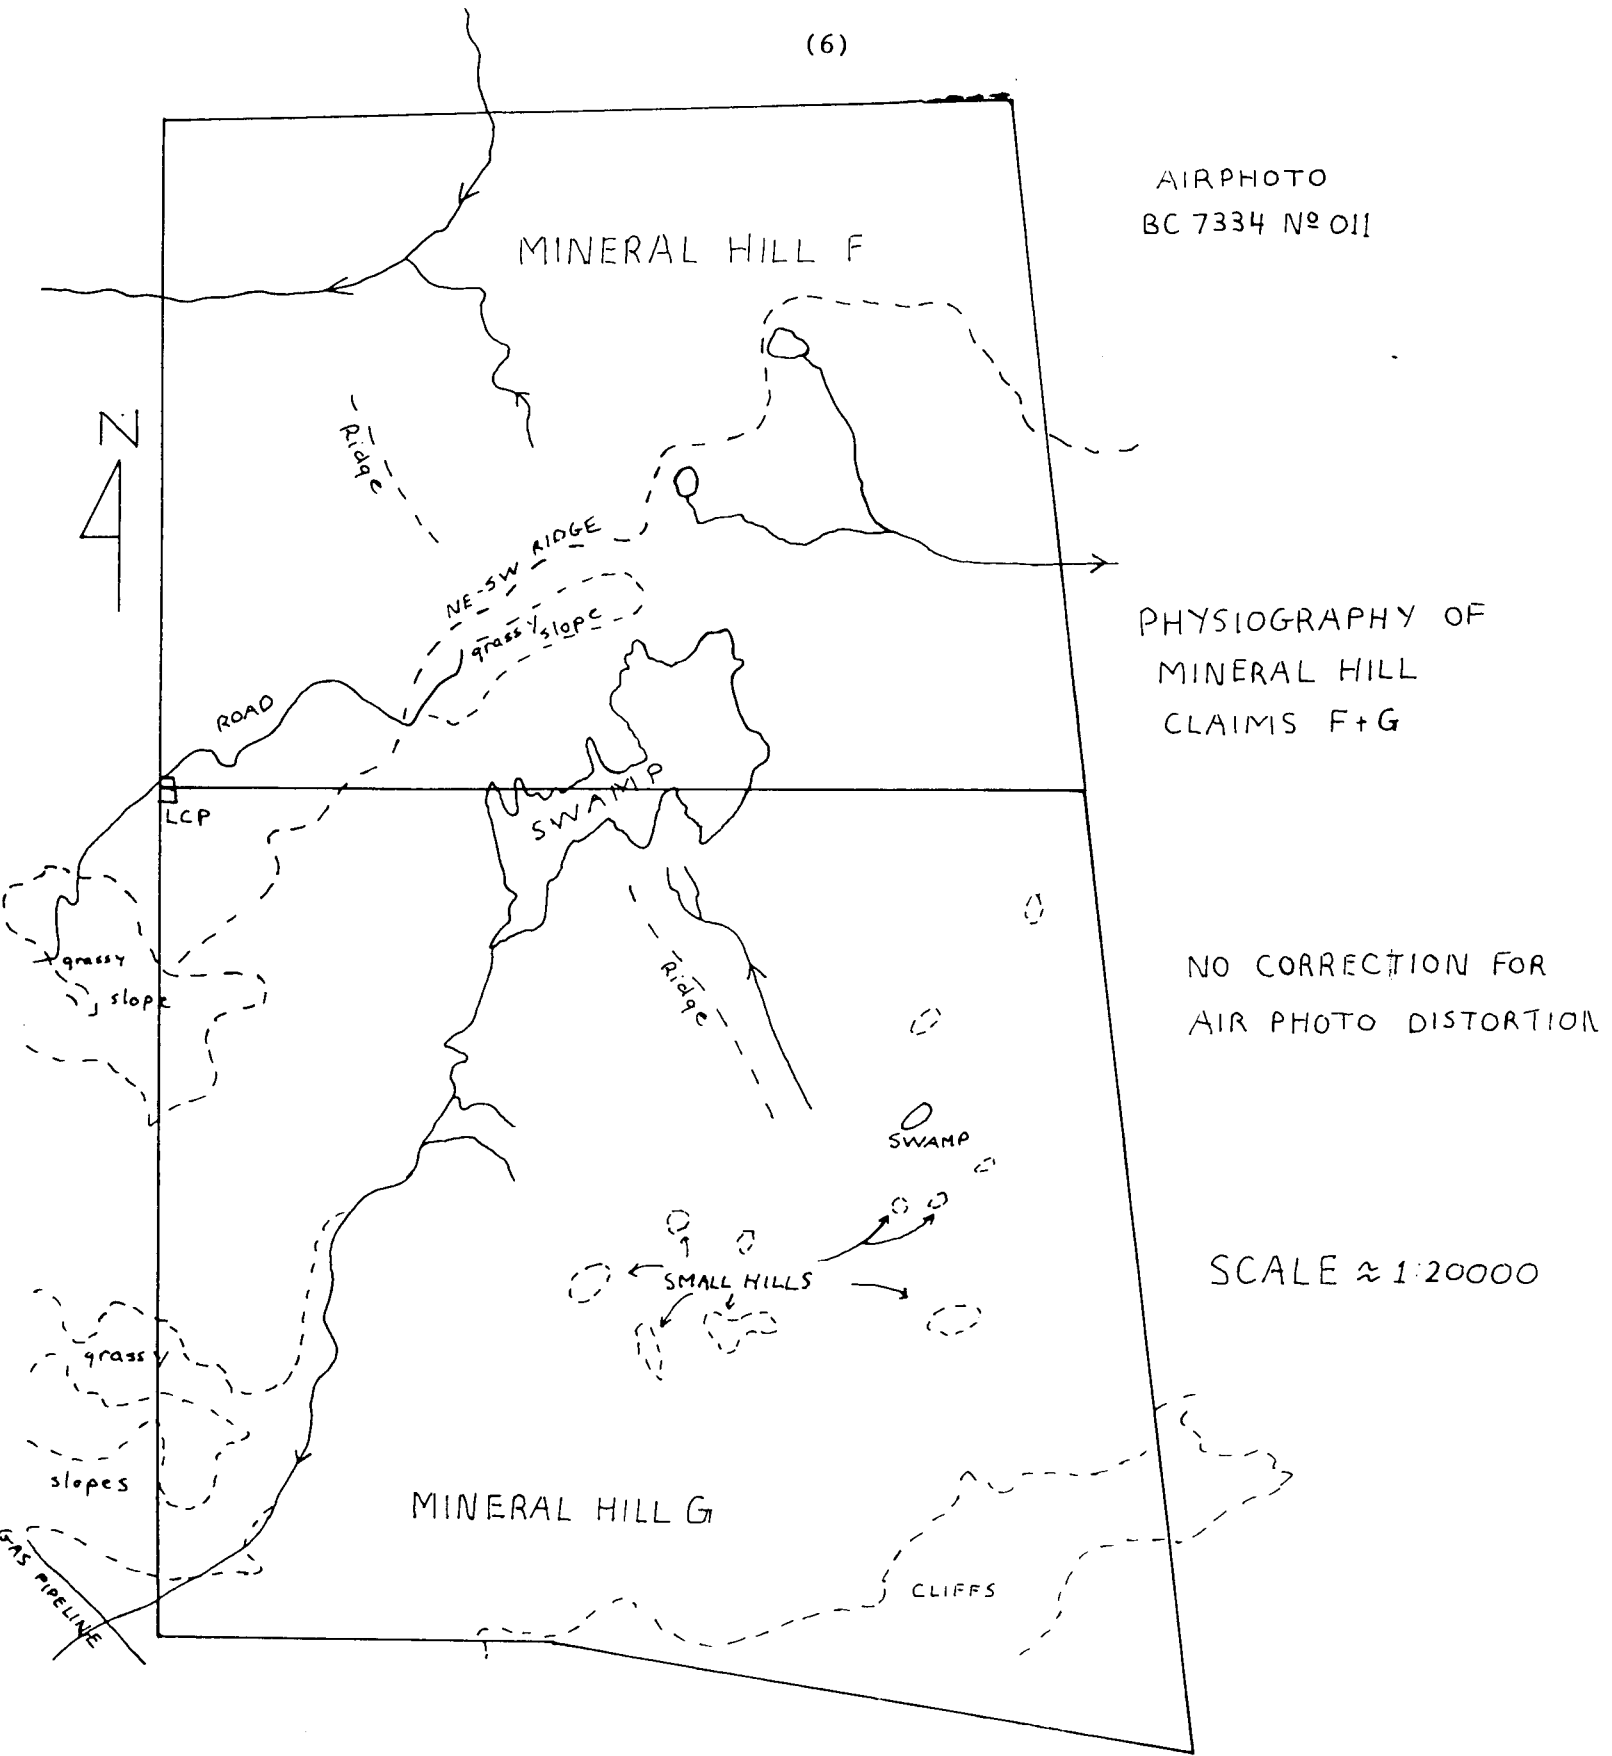 (6)
AIRPHOTO
BC 7334 Nº 011
MINERAL HILL F
N
Ridge
NE-SW RIDGE
grassy slope
ROAD
PHYSIOGRAPHY OF
MINERAL HILL
CLAIMS F+G
SWAMP
LCP
grassy
slope
Ridge
NO CORRECTION FOR
AIR PHOTO DISTORTION
SWAMP
SMALL HILLS
SCALE ≈ 1:20000
grassy
slopes
MINERAL HILL G
GAS PIPELINE
CLIFFS